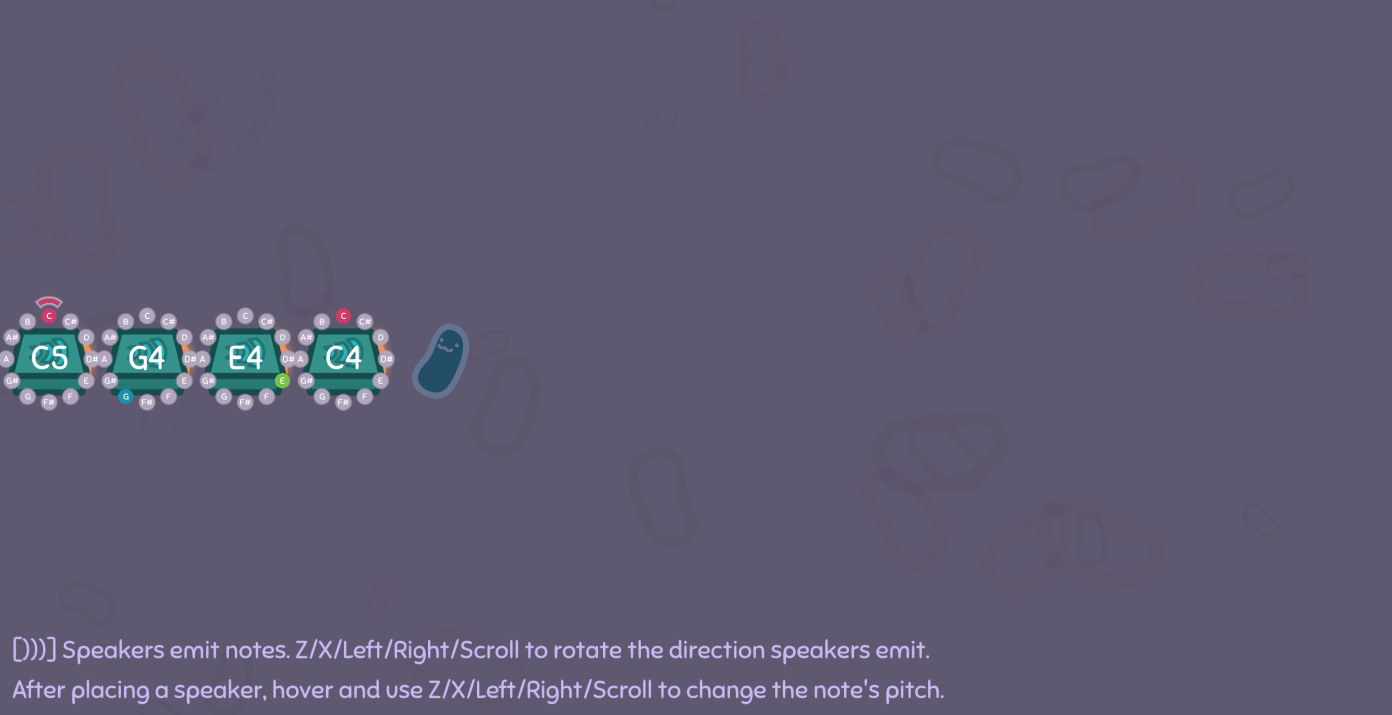 B C C# A# D A D# G# E G F# F C5
B C C# A# D A D# G# E G F# F G4
B C C# A# D A D# G# E G F# F E4
B C C# A# D A D# G# E G F# F C4
[)))] Speakers emit notes. Z/X/Left/Right/Scroll to rotate the direction speakers emit.
After placing a speaker, hover and use Z/X/Left/Right/Scroll to change the note's pitch.